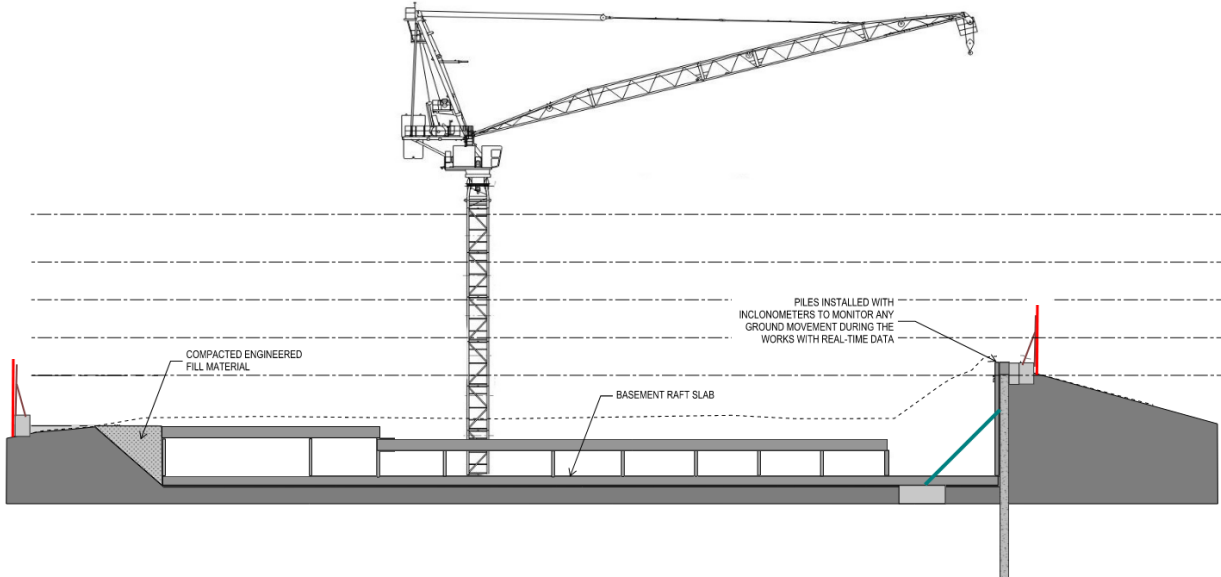 PILES INSTALLED WITH
INCLONOMETERS TO MONITOR ANY
GROUND MOVEMENT DURING THE
WORKS WITH REAL-TIME DATA
COMPACTED ENGINEERED
FILL MATERIAL
BASEMENT RAFT SLAB